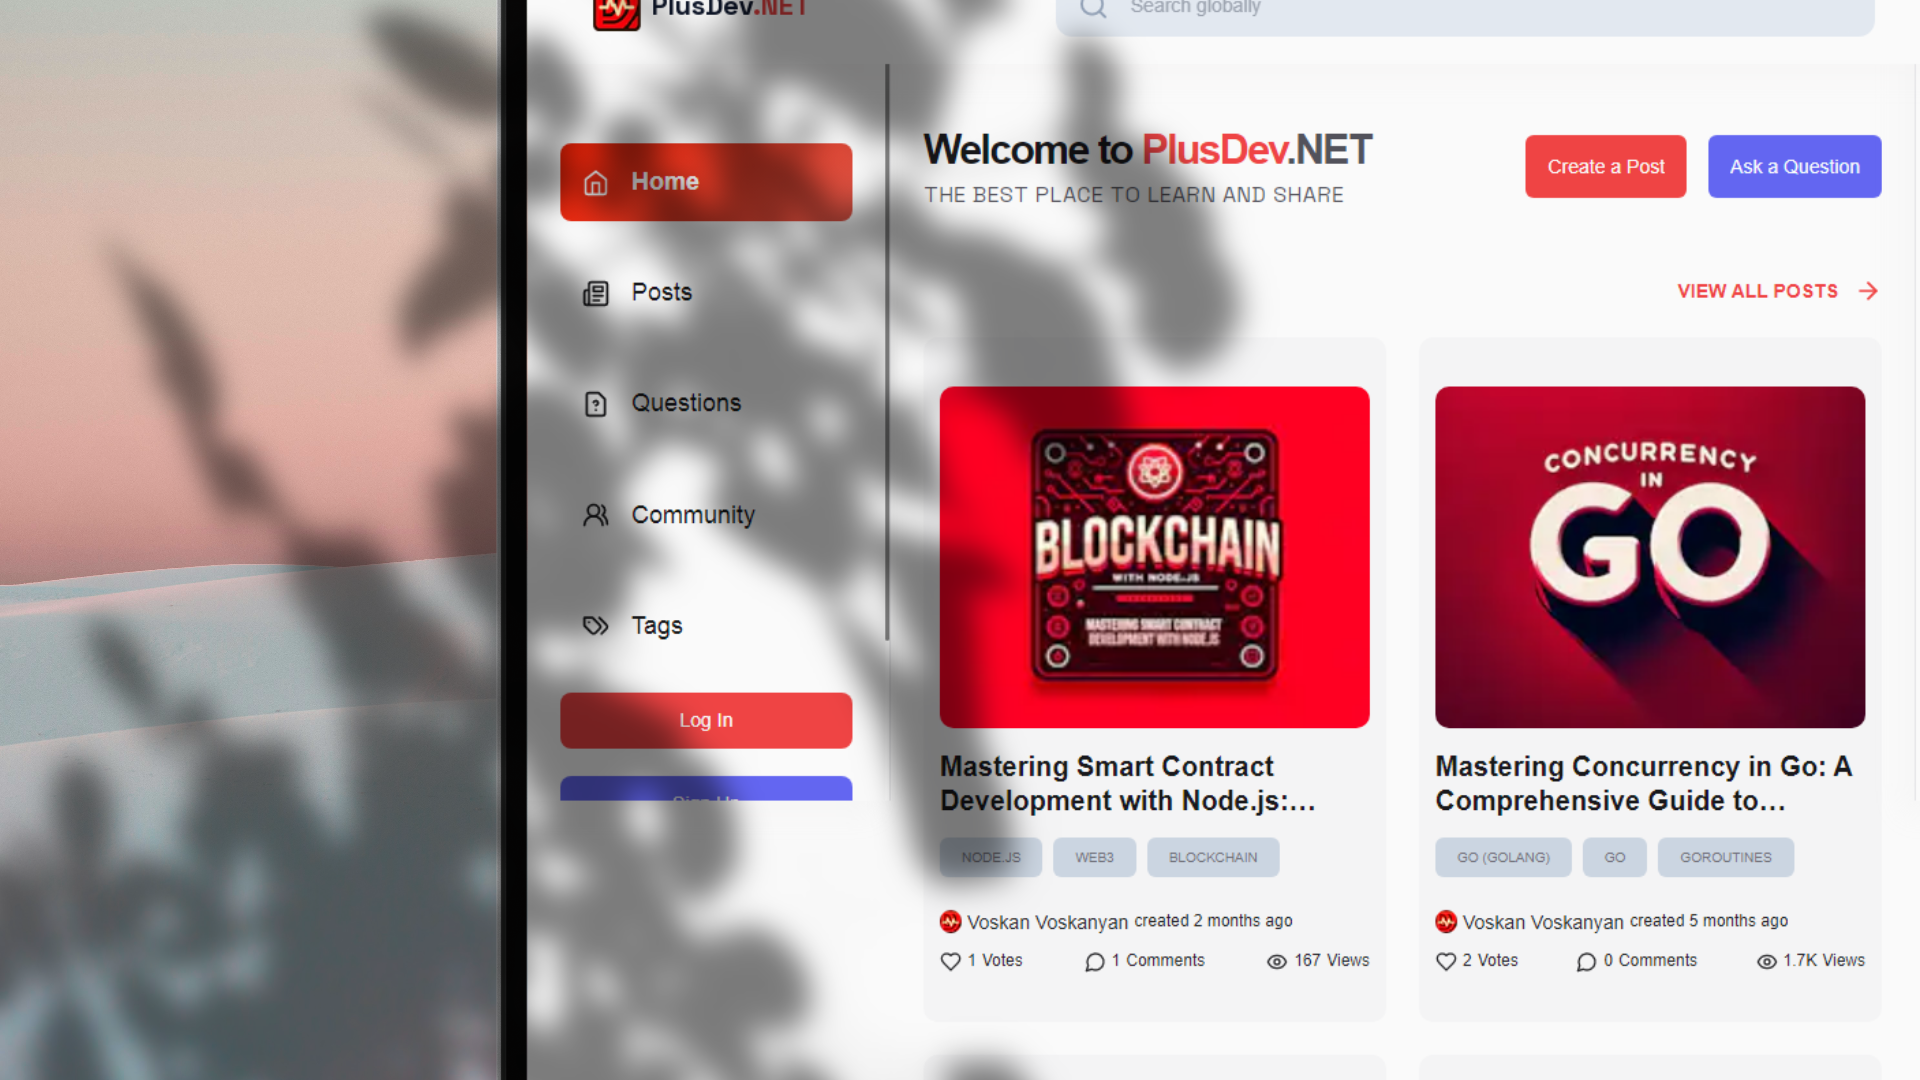 PlusDev.NET
Search globally
Home
Posts
Questions
Community
Tags
Log In
Sign Up
Welcome to PlusDev.NET
THE BEST PLACE TO LEARN AND SHARE
Create a Post
Ask a Question
VIEW ALL POSTS
BLOCKCHAIN
WITH NODE.JS
MASTERING SMART CONTRACT
DEVELOPMENT WITH NODE.JS
Mastering Smart Contract
Development with Node.js:...
NODE.JS WEB3 BLOCKCHAIN
Voskan Voskanyan created 2 months ago
1 Votes 1 Comments 167 Views
CONCURRENCY
IN
GO
Mastering Concurrency in Go: A
Comprehensive Guide to...
GO (GOLANG) GO GOROUTINES
Voskan Voskanyan created 5 months ago
2 Votes 0 Comments 1.7K Views